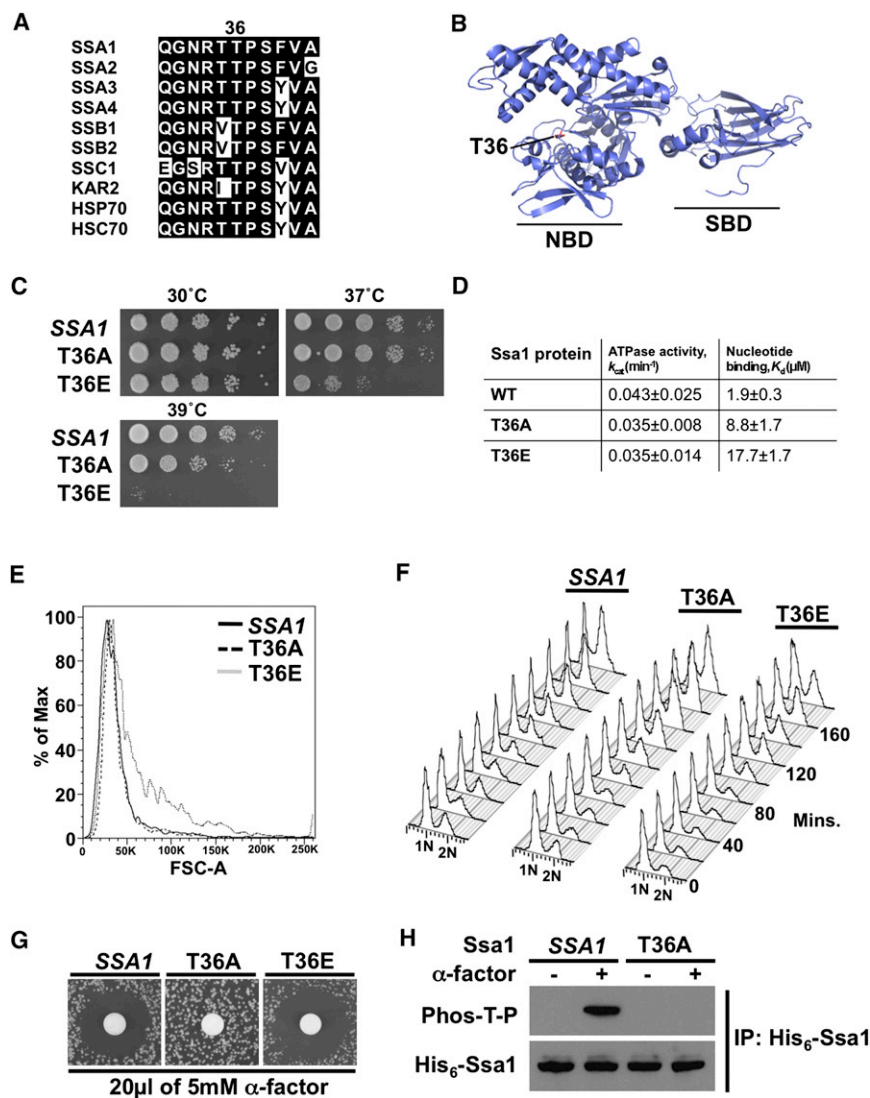 A
36
SSA1 QGNRTTPSFVA
SSA2 QGNRTTPSFVG
SSA3 QGNRTTPSYVA
SSA4 QGNRTTPSYVA
SSB1 QGNRVTPSFVA
SSB2 QGNRVTPSFVA
SSC1 EGSRTTPSVVA
KAR2 QGNRITPSYVA
HSP70 QGNRTTPSYVA
HSC70 QGNRTTPSYVA
B
T36
NBD
SBD
C
30˚C 37˚C
SSA1
T36A
T36E
39˚C
SSA1
T36A
T36E
D
Ssa1 protein ATPase activity, kcat(min-1) Nucleotide binding, Kd(µM)
WT 0.043±0.025 1.9±0.3
T36A 0.035±0.008 8.8±1.7
T36E 0.035±0.014 17.7±1.7
E
% of Max
100
80
60
40
20
0
SSA1
T36A
T36E
0 50K 100K 150K 200K 250K
FSC-A
F
SSA1 T36A T36E
1N 2N
1N 2N
1N 2N
0
40
80
120
160
Mins.
G
SSA1 T36A T36E
20µl of 5mM α-factor
H
Ssa1 SSA1 T36A
α-factor - + - +
Phos-T-P
His6-Ssa1
IP: His6-Ssa1